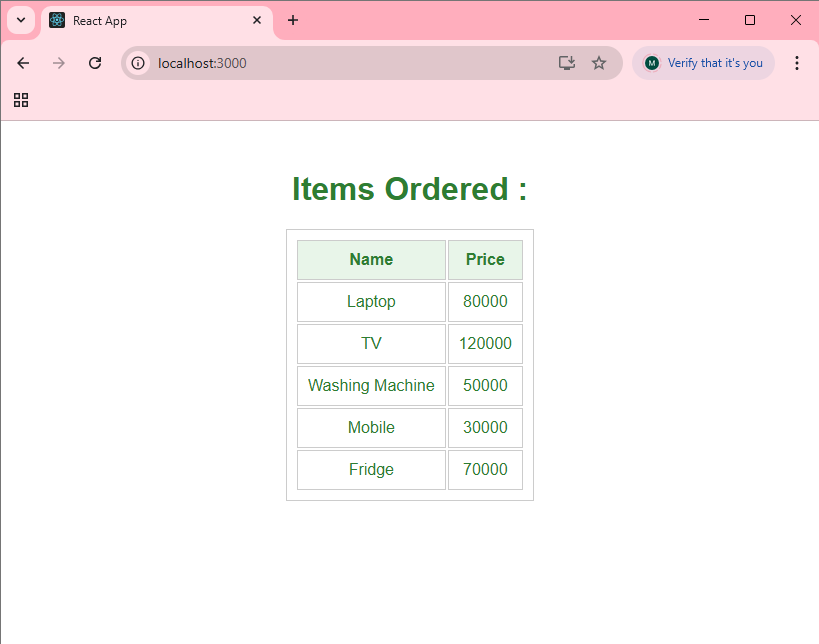 React App
localhost:3000
M
Verify that it's you
Items Ordered :
Name Price
Laptop 80000
TV 120000
Washing Machine 50000
Mobile 30000
Fridge 70000